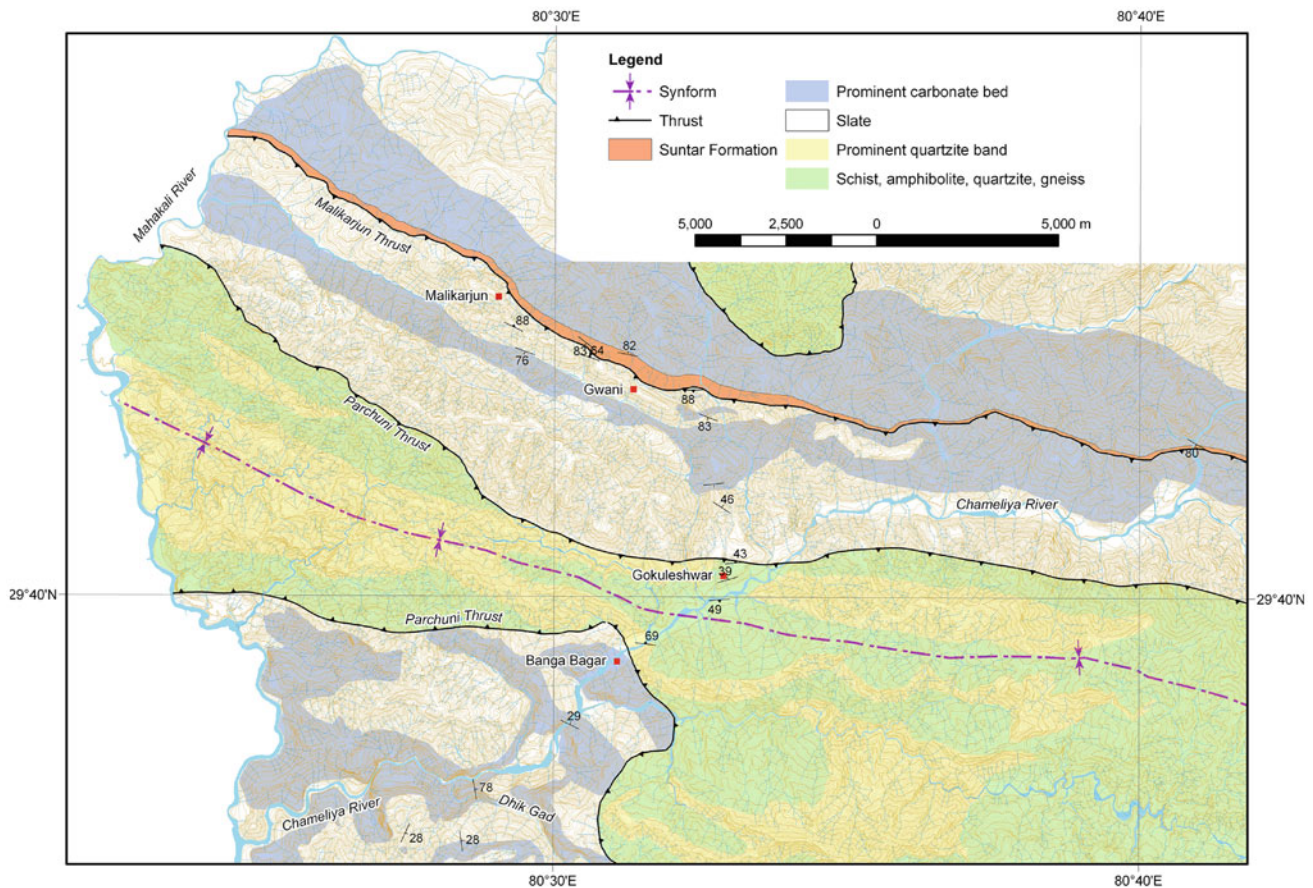 80°30'E
80°40'E
Legend
Synform
Thrust
Suntar Formation
Prominent carbonate bed
Slate
Prominent quartzite band
Schist, amphibolite, quartzite, gneiss
5,000
2,500
0
5,000 m
Mahakali River
Malikarjun Thrust
Malikarjun
88
76
83
64
82
Gwani
88
83
80
Parchuni Thrust
46
Chameliya River
43
Gokuleshwar
39
29°40'N
29°40'N
49
Parchuni Thrust
69
Banga Bagar
29
78
Dhik Gad
Chameliya River
28
28
80°30'E
80°40'E